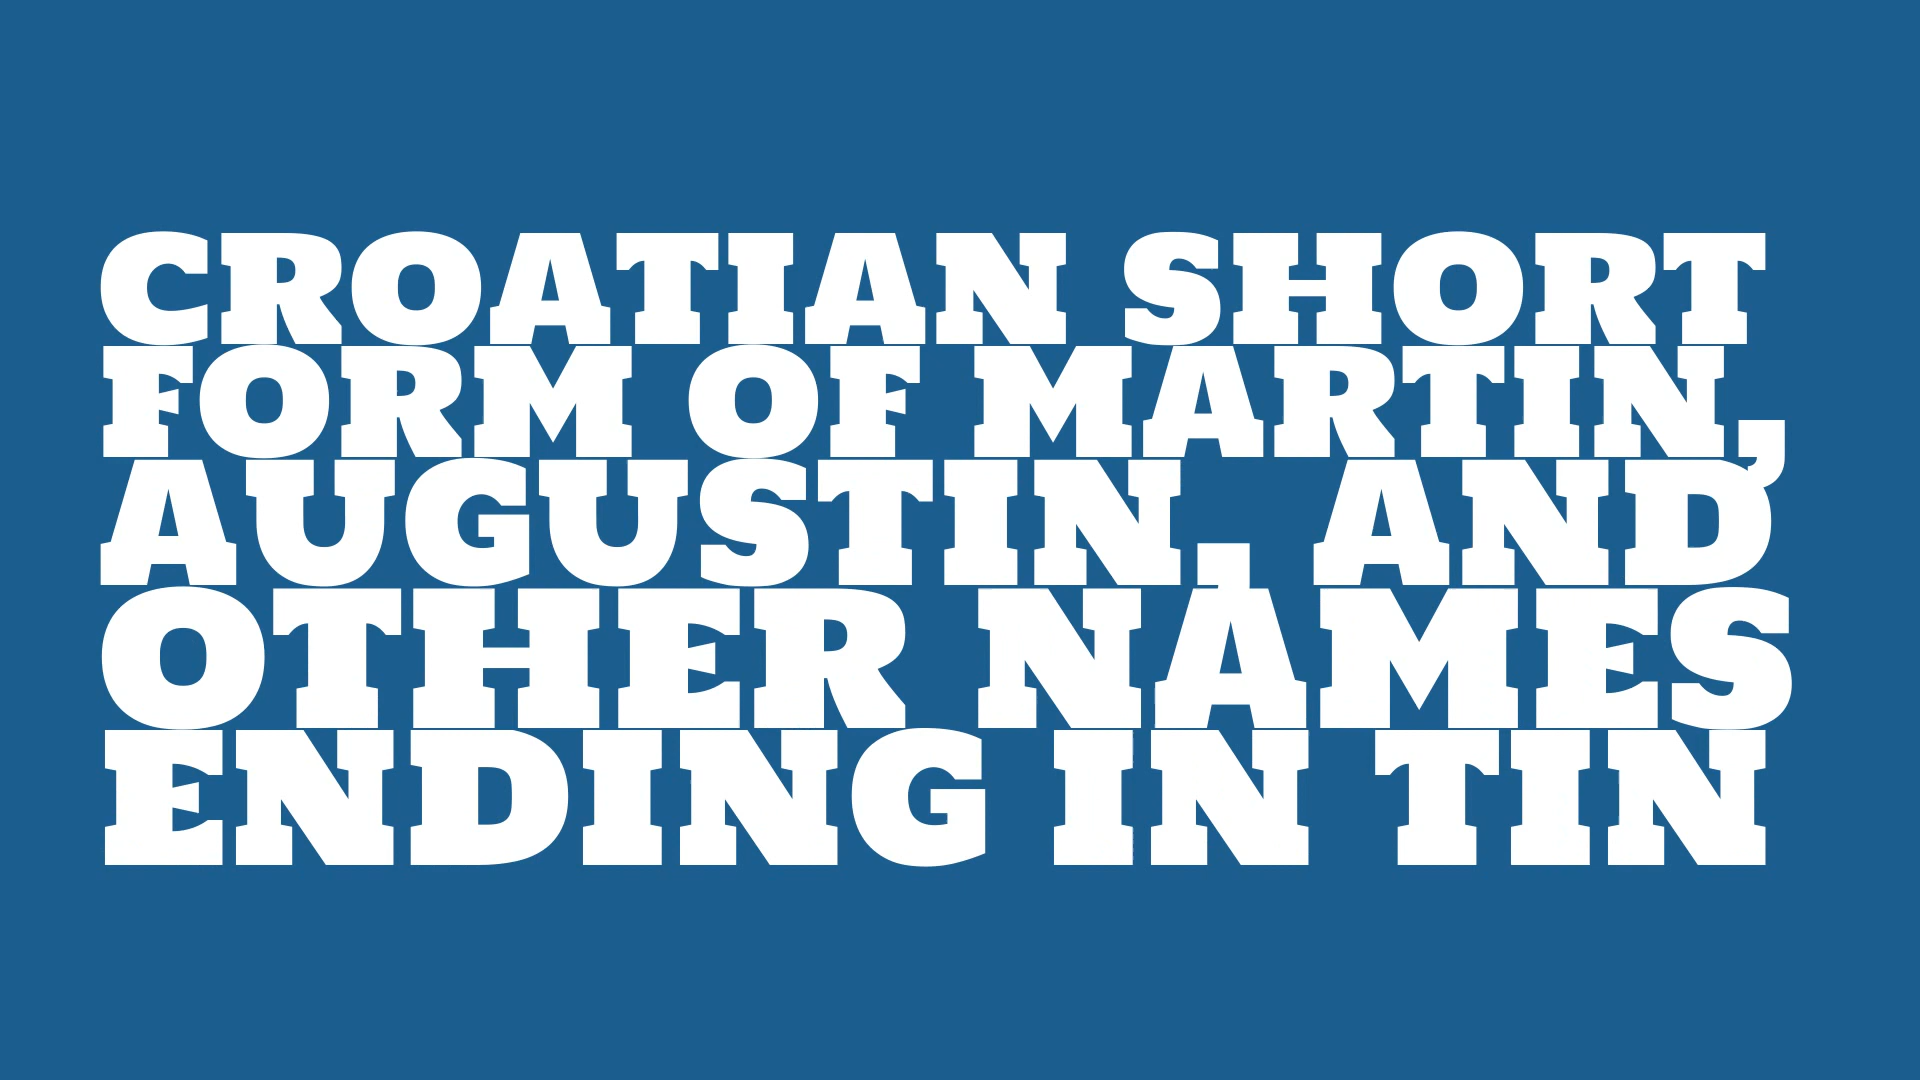 CROATIAN SHORT
FORM OF MARTIN,
AUGUSTIN, AND
OTHER NAMES
ENDING IN TIN